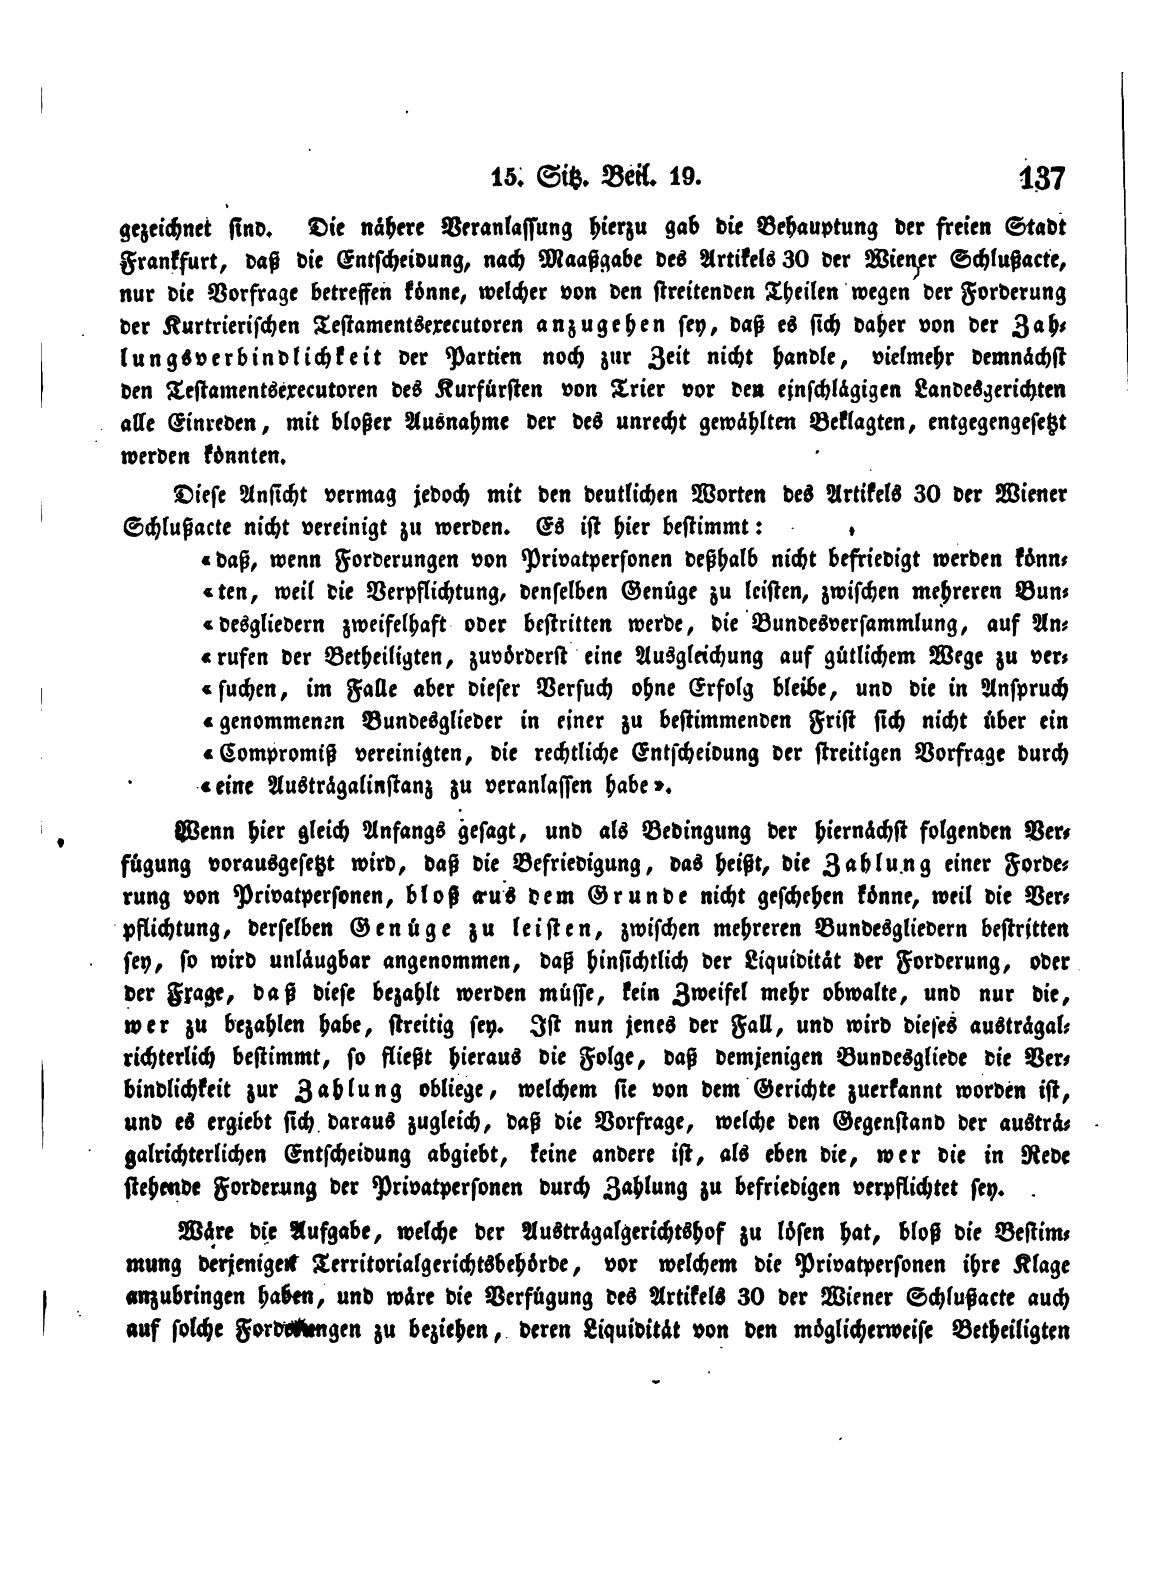 15. Sitz. Beil. 19. 137
gezeichnet sind. Die nähere Veranlassung hierzu gab die Behauptung der freien Stadt
Frankfurt, daß die Entscheidung, nach Maaßgabe des Artikels 30 der Wiener Schlußacte,
nur die Vorfrage betreffen könne, welcher von den streitenden Theilen wegen der Forderung
der Kurtrierischen Testamentsexecutoren anzugehen sey, daß es sich daher von der Zah-
lungsverbindlichkeit der Partien noch zur Zeit nicht handle, vielmehr demnächst
den Testamentsexecutoren des Kurfürsten von Trier vor den einschlägigen Landesgerichten
alle Einreden, mit bloßer Ausnahme der des unrecht gewählten Beklagten, entgegengesetzt
werden könnten.
Diese Ansicht vermag jedoch mit den deutlichen Worten des Artikels 30 der Wiener
Schlußacte nicht vereinigt zu werden. Es ist hier bestimmt:
«daß, wenn Forderungen von Privatpersonen deßhalb nicht befriedigt werden könn-
«ten, weil die Verpflichtung, denselben Genüge zu leisten, zwischen mehreren Bun-
«desgliedern zweifelhaft oder bestritten werde, die Bundesversammlung, auf An-
«rufen der Betheiligten, zuvörderst eine Ausgleichung auf gütlichem Wege zu ver-
«suchen, im Falle aber dieser Versuch ohne Erfolg bleibe, und die in Anspruch
«genommenen Bundesglieder in einer zu bestimmenden Frist sich nicht über ein
«Compromiß vereinigten, die rechtliche Entscheidung der streitigen Vorfrage durch
«eine Austrägalinstanz zu veranlassen habe».
Wenn hier gleich Anfangs gesagt, und als Bedingung der hiernächst folgenden Ver-
fügung vorausgesetzt wird, daß die Befriedigung, das heißt, die Zahlung einer Forde-
rung von Privatpersonen, bloß aus dem Grunde nicht geschehen könne, weil die Ver-
pflichtung, derselben Genüge zu leisten, zwischen mehreren Bundesgliedern bestritten
sey, so wird unläugbar angenommen, daß hinsichtlich der Liquidität der Forderung, oder
der Frage, daß diese bezahlt werden müsse, kein Zweifel mehr obwalte, und nur die,
wer zu bezahlen habe, streitig sey. Ist nun jenes der Fall, und wird dieses austrägal-
richterlich bestimmt, so fließt hieraus die Folge, daß demjenigen Bundesgliede die Ver-
bindlichkeit zur Zahlung obliege, welchem sie von dem Gerichte zuerkannt worden ist,
und es ergiebt sich daraus zugleich, daß die Vorfrage, welche den Gegenstand der austrä-
galrichterlichen Entscheidung abgiebt, keine andere ist, als eben die, wer die in Rede
stehende Forderung der Privatpersonen durch Zahlung zu befriedigen verpflichtet sey.
Wäre die Aufgabe, welche der Austrägalgerichtshof zu lösen hat, bloß die Bestim-
mung derjenigen Territorialgerichtsbehörde, vor welchem die Privatpersonen ihre Klage
anzubringen haben, und wäre die Verfügung des Artikels 30 der Wiener Schlußacte auch
auf solche Forderungen zu beziehen, deren Liquidität von den möglicherweise Betheiligten